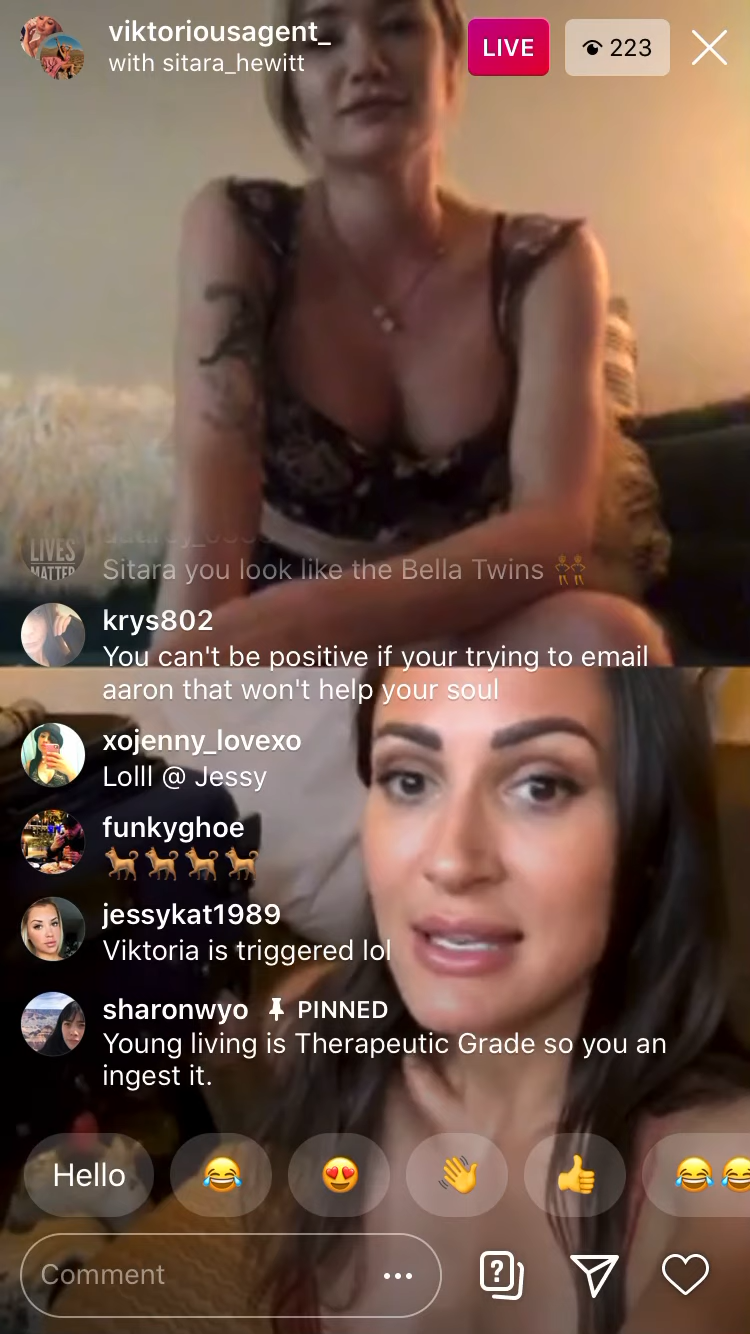 viktoriousagent_
with sitara_hewitt
LIVE
223
LIVES
MATTER
Sitara you look like the Bella Twins 👯
krys802
You can't be positive if your trying to email
aaron that won't help your soul
xojenny_lovexo
Lolll @ Jessy
funkyghoe
🐕🐕🐕🐕
jessykat1989
Viktoria is triggered lol
sharonwyo PINNED
Young living is Therapeutic Grade so you an
ingest it.
Hello 😂 😍 👋 👍 😂😂
Comment